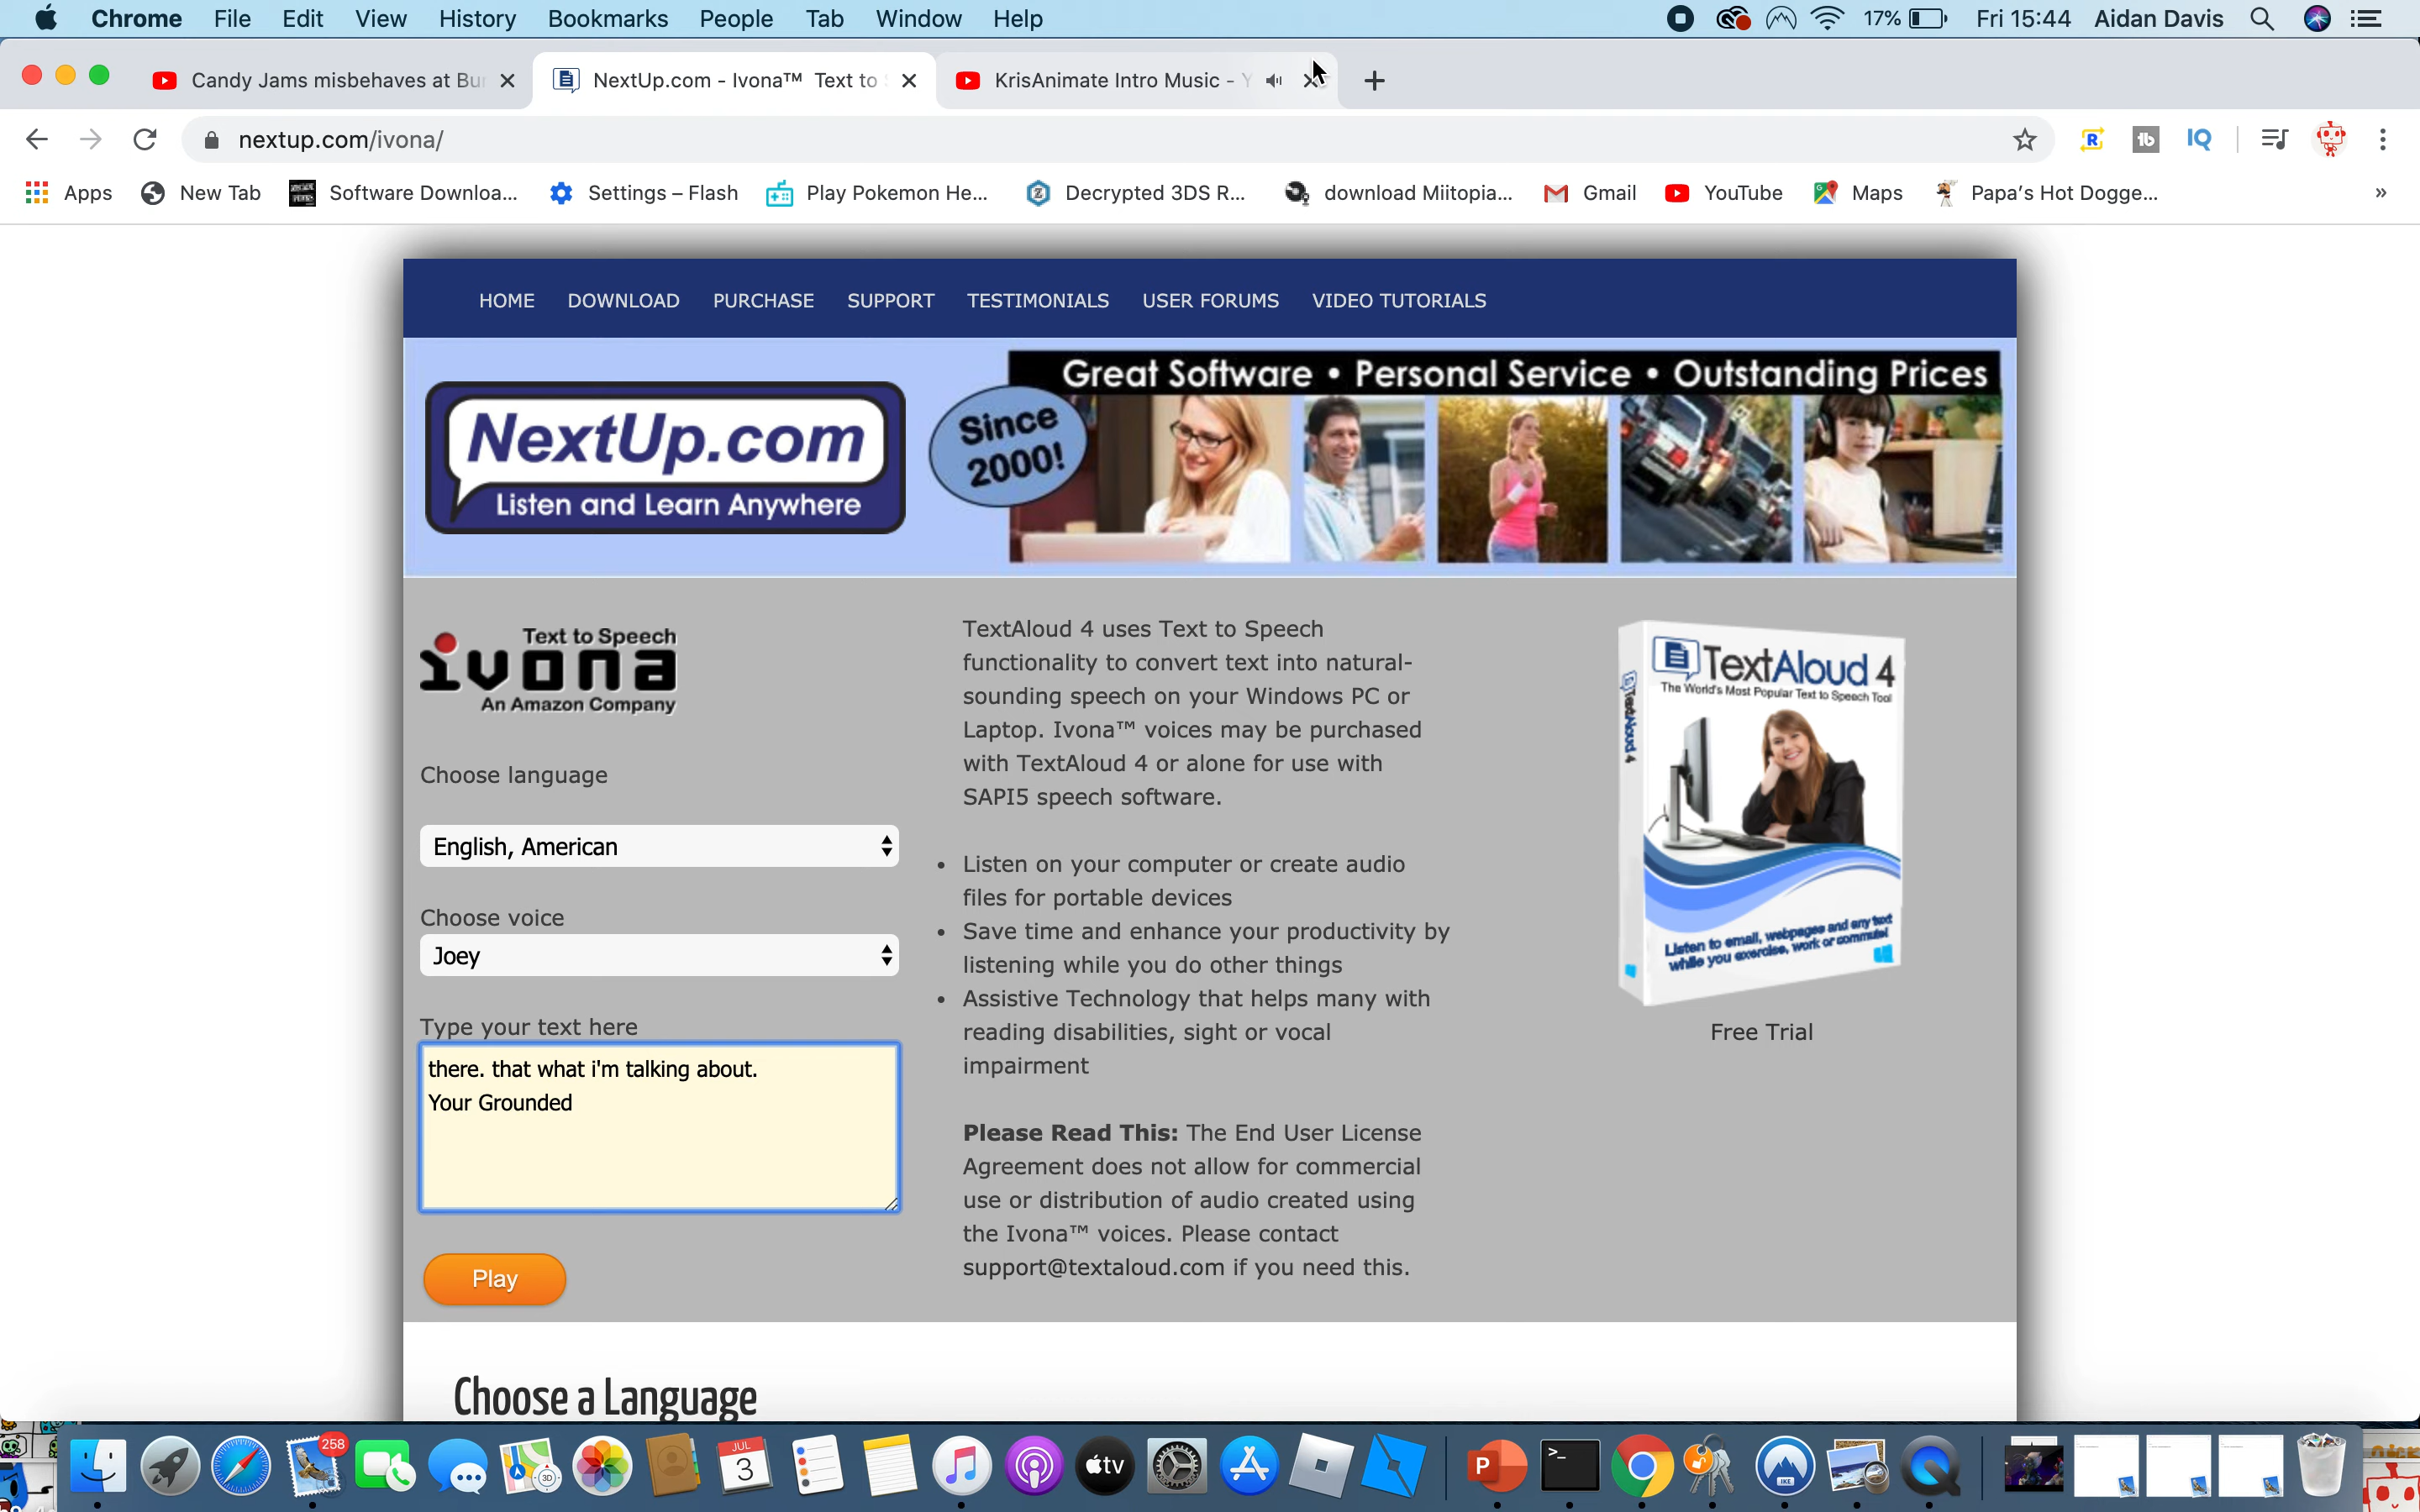 Chrome File Edit View History Bookmarks People Tab Window Help 17% Fri 15:44 Aidan Davis
Candy Jams misbehaves at Bu NextUp.com - Ivona™ Text to KrisAnimate Intro Music - Y
nextup.com/ivona/
Apps New Tab Software Downloa... Settings – Flash Play Pokemon He... Decrypted 3DS R... download Miitopia... Gmail YouTube Maps Papa's Hot Dogge... »
HOME DOWNLOAD PURCHASE SUPPORT TESTIMONIALS USER FORUMS VIDEO TUTORIALS
Great Software • Personal Service • Outstanding Prices
NextUp.com
Listen and Learn Anywhere
Since
2000!
Text to Speech
ivona
An Amazon Company
Choose language
English, American
Choose voice
Joey
Type your text here
there. that what i'm talking about.
Your Grounded
Play
TextAloud 4 uses Text to Speech
functionality to convert text into natural-
sounding speech on your Windows PC or
Laptop. Ivona™ voices may be purchased
with TextAloud 4 or alone for use with
SAPI5 speech software.
• Listen on your computer or create audio
files for portable devices
• Save time and enhance your productivity by
listening while you do other things
• Assistive Technology that helps many with
reading disabilities, sight or vocal
impairment
Please Read This: The End User License
Agreement does not allow for commercial
use or distribution of audio created using
the Ivona™ voices. Please contact
support@textaloud.com if you need this.
TextAloud 4
The World's Most Popular Text to Speech Tool
TextAloud 4
Listen to email, webpages and any text
while you exercise, work or commute!
Free Trial
Choose a Language
258
3D
JUL
3
tv
P
>_
IKE